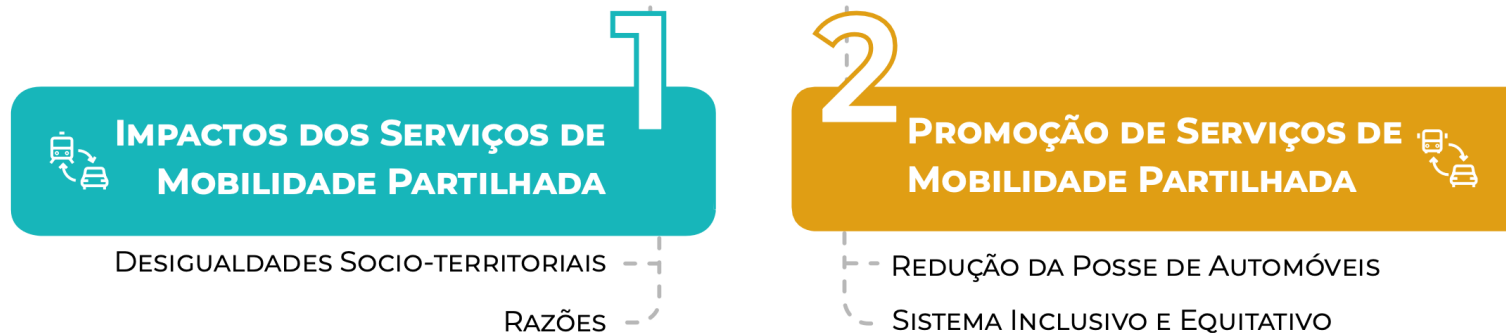 1
IMPACTOS DOS SERVIÇOS DE
MOBILIDADE PARTILHADA
DESIGUALDADES SOCIO-TERRITORIAIS
RAZÕES
2
PROMOÇÃO DE SERVIÇOS DE
MOBILIDADE PARTILHADA
REDUÇÃO DA POSSE DE AUTOMÓVEIS
SISTEMA INCLUSIVO E EQUITATIVO